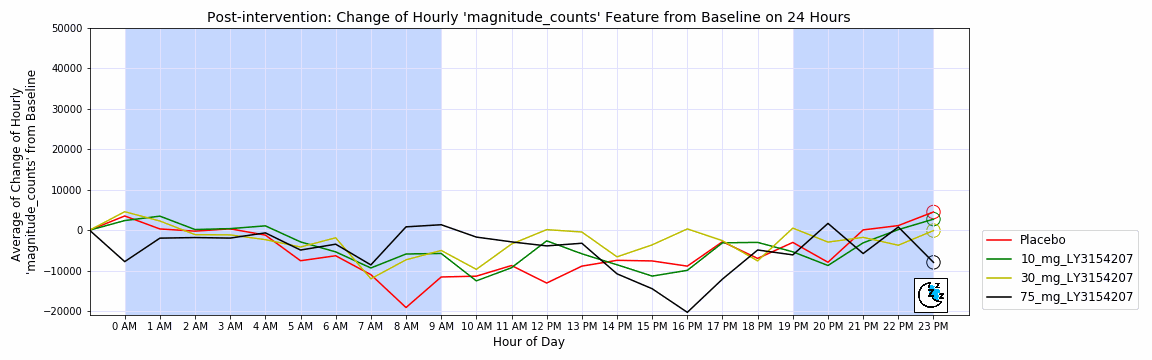 Post-intervention: Change of Hourly 'magnitude_counts' Feature from Baseline on 24 Hours
Average of Change of Hourly
'magnitude_counts' from Baseline
50000
40000
30000
20000
10000
0
−10000
−20000
0 AM 1 AM 2 AM 3 AM 4 AM 5 AM 6 AM 7 AM 8 AM 9 AM 10 AM 11 AM 12 PM 13 PM 14 PM 15 PM 16 PM 17 PM 18 PM 19 PM 20 PM 21 PM 22 PM 23 PM
Hour of Day
Placebo
10_mg_LY3154207
30_mg_LY3154207
75_mg_LY3154207
z
z
z
z